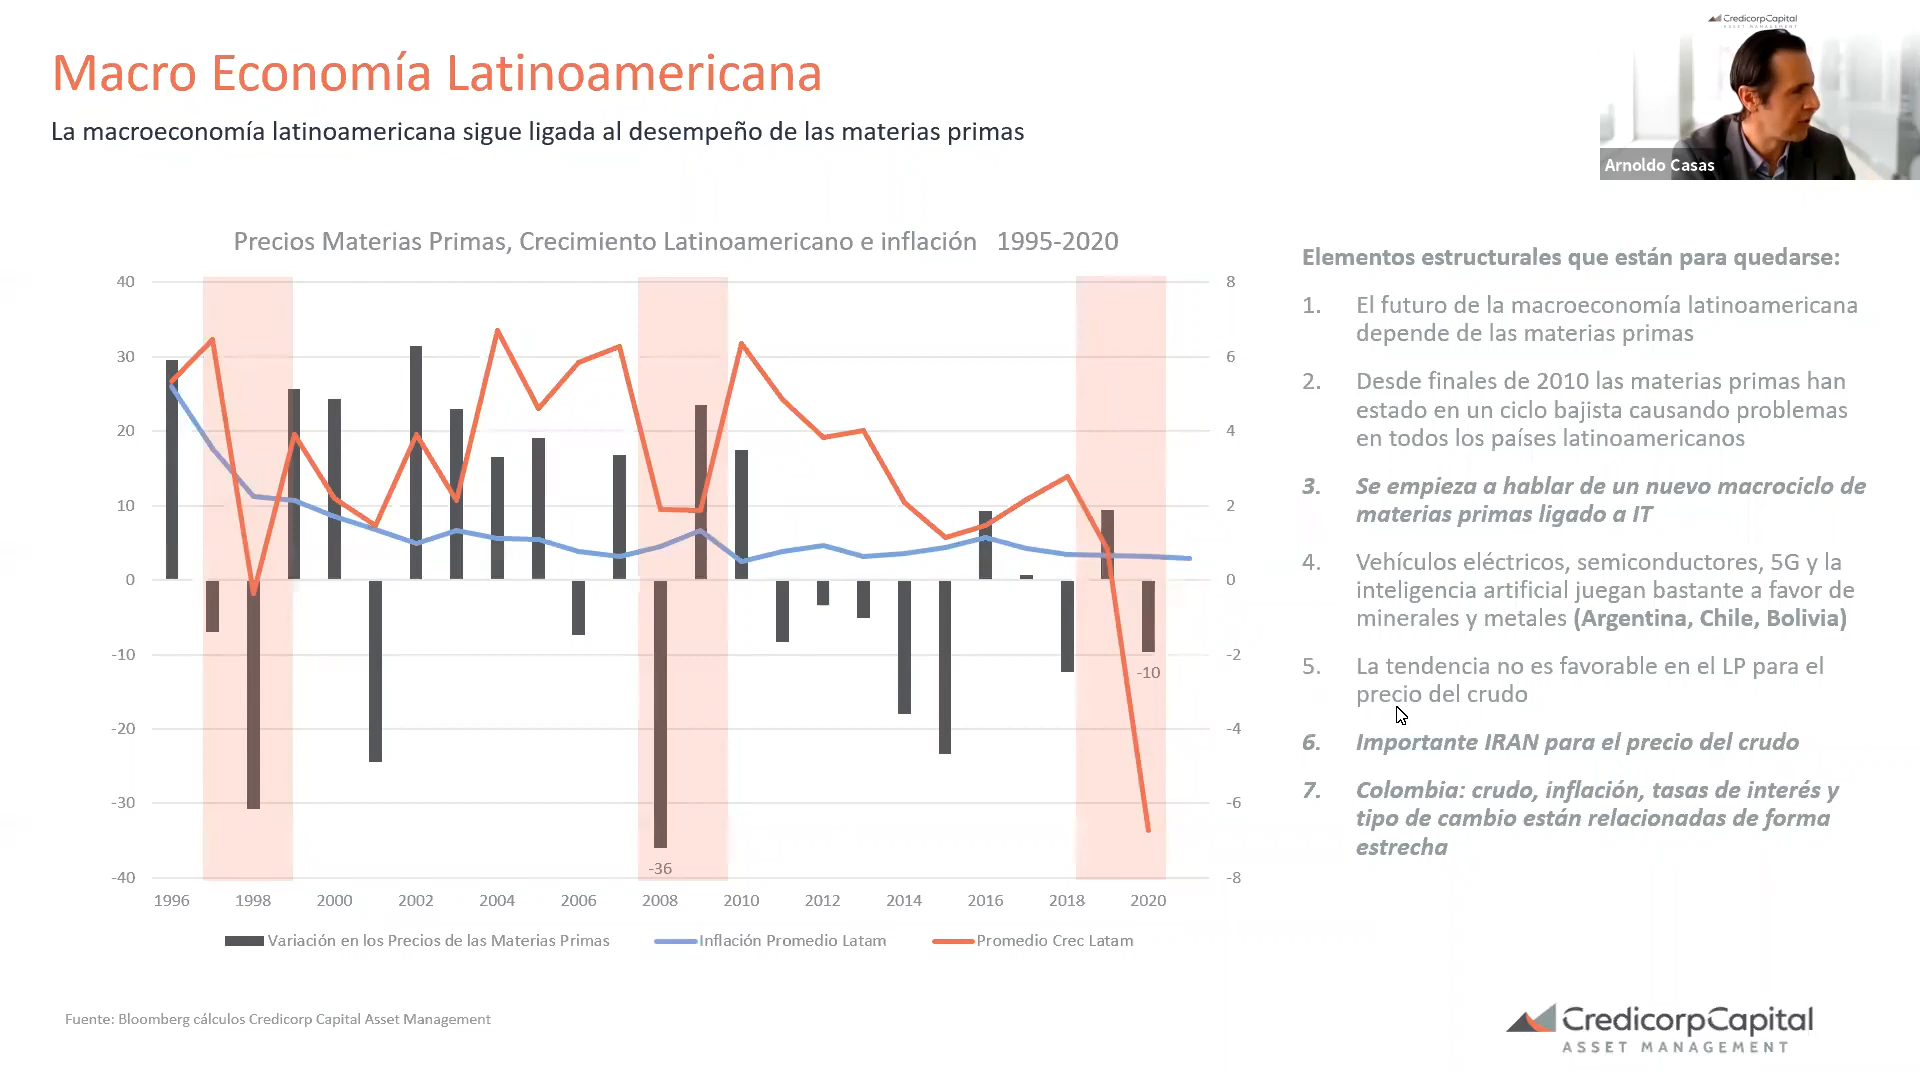 CredicorpCapital
ASSET MANAGEMENT
Macro Economía Latinoamericana
La macroeconomía latinoamericana sigue ligada al desempeño de las materias primas
Arnoldo Casas
Precios Materias Primas, Crecimiento Latinoamericano e inflación 1995-2020
40
30
20
10
0
-10
-20
-30
-40
8
6
4
2
0
-2
-4
-6
-8
-36
-10
1996 1998 2000 2002 2004 2006 2008 2010 2012 2014 2016 2018 2020
Variación en los Precios de las Materias Primas Inflación Promedio Latam Promedio Crec Latam
Elementos estructurales que están para quedarse:
1. El futuro de la macroeconomía latinoamericana
depende de las materias primas
2. Desde finales de 2010 las materias primas han
estado en un ciclo bajista causando problemas
en todos los países latinoamericanos
3. Se empieza a hablar de un nuevo macrociclo de
materias primas ligado a IT
4. Vehículos eléctricos, semiconductores, 5G y la
inteligencia artificial juegan bastante a favor de
minerales y metales (Argentina, Chile, Bolivia)
5. La tendencia no es favorable en el LP para el
precio del crudo
6. Importante IRAN para el precio del crudo
7. Colombia: crudo, inflación, tasas de interés y
tipo de cambio están relacionadas de forma
estrecha
Fuente: Bloomberg cálculos Credicorp Capital Asset Management
CredicorpCapital
ASSET MANAGEMENT